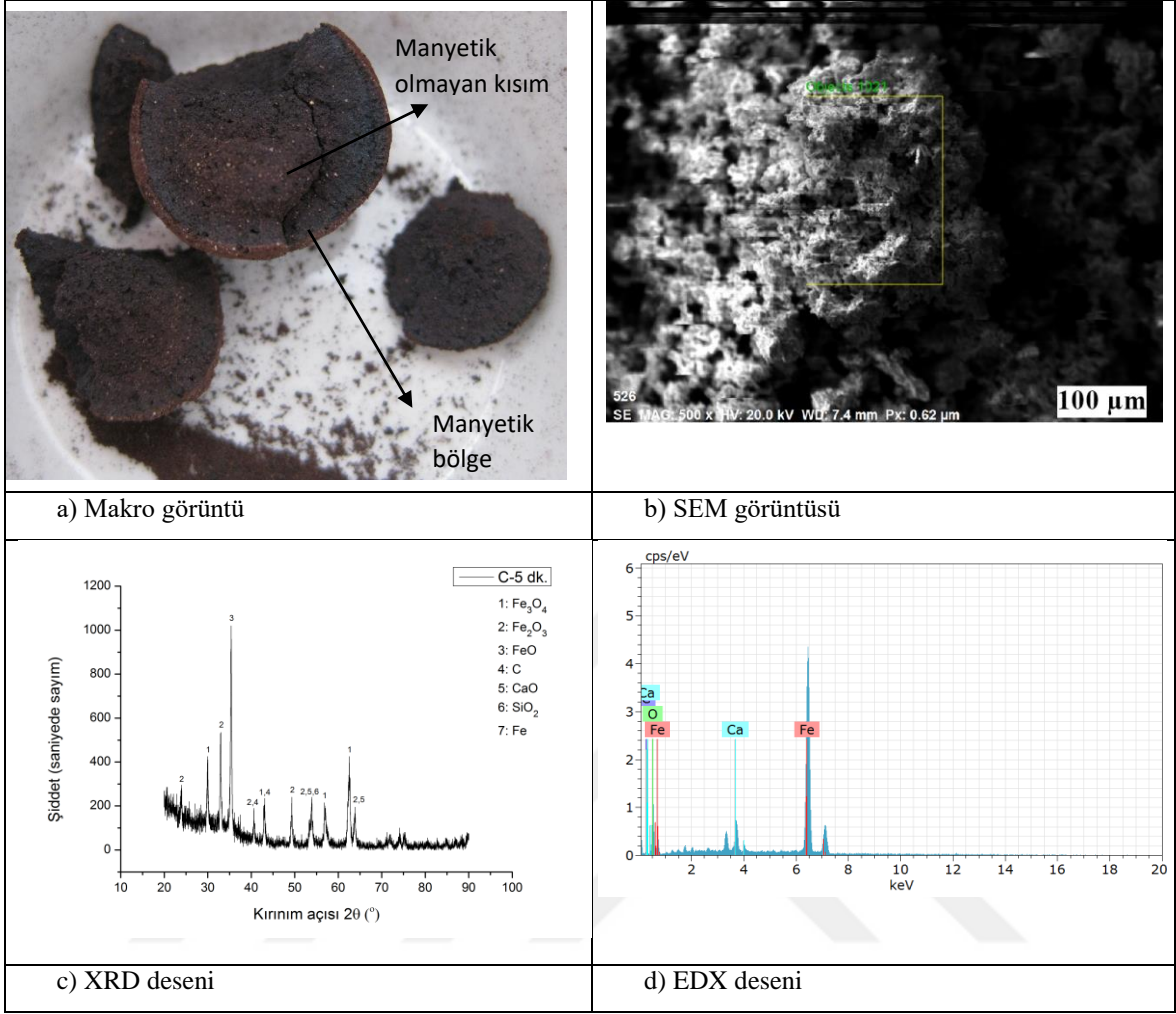 Manyetik
olmayan kısım
Manyetik
bölge
Objects 1021
526
SE MAG: 500 x HV: 20.0 kV WD: 7.4 mm Px: 0.62 µm
100 µm
a) Makro görüntü
b) SEM görüntüsü
C-5 dk.
1: Fe₃O₄
2: Fe₂O₃
3: FeO
4: C
5: CaO
6: SiO₂
7: Fe
1200
1000
800
600
400
200
0
Şiddet (saniyede sayım)
2
1
2
3
2,4
1,4
2
2,5,6
1
1
2,5
10 20 30 40 50 60 70 80 90 100
Kırınım açısı 2θ (°)
cps/eV
6
5
4
3
2
1
0
Ca
C
O
Fe
Ca
Fe
2 4 6 8 10 12 14 16 18 20
keV
c) XRD deseni
d) EDX deseni